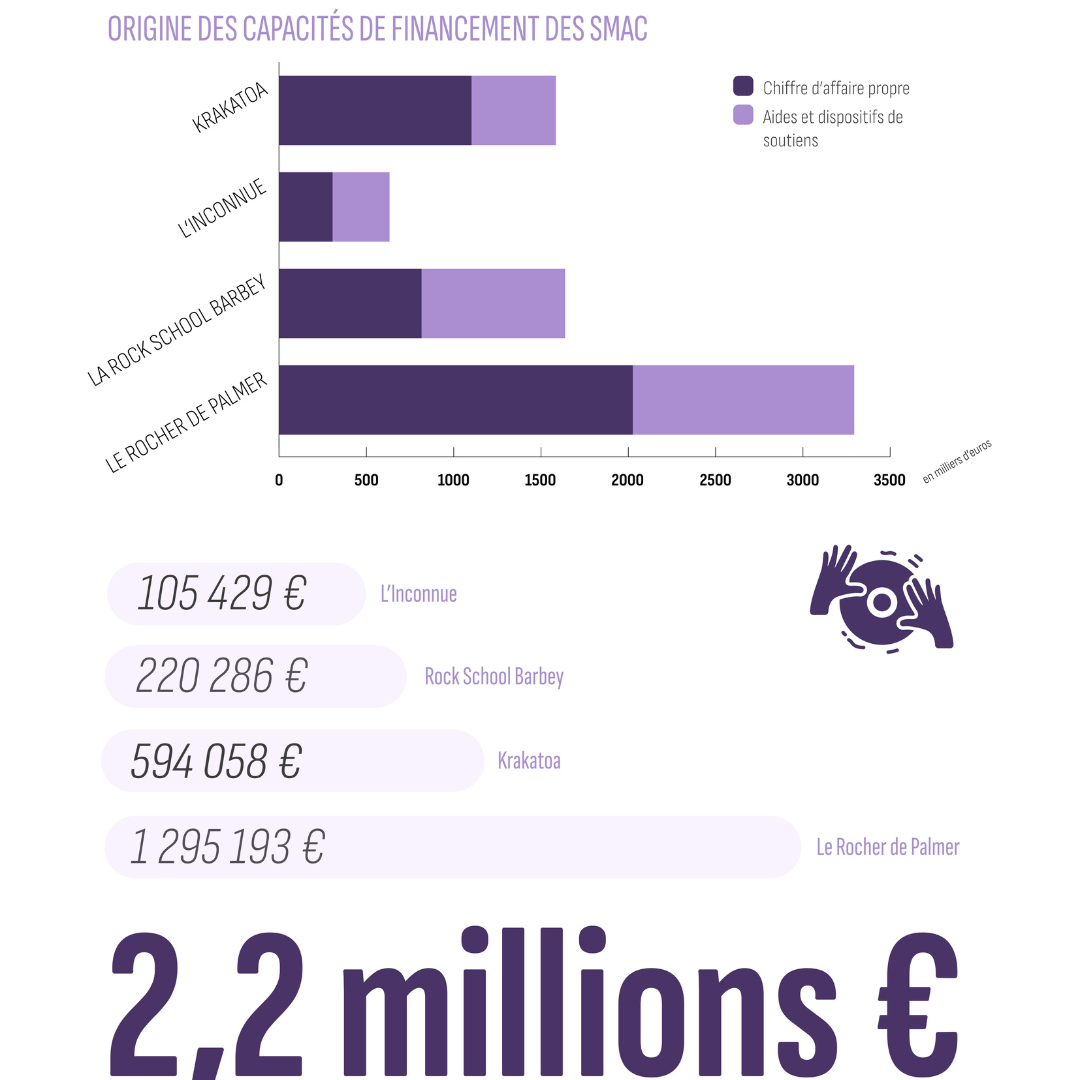 ORIGINE DES CAPACITÉS DE FINANCEMENT DES SMAC
KRAKATOA
L'INCONNUE
LA ROCK SCHOOL BARBEY
LE ROCHER DE PALMER
Chiffre d'affaire propre
Aides et dispositifs de
soutiens
0 500 1000 1500 2000 2500 3000 3500
en milliers d'euros
105 429 € L'Inconnue
220 286 € Rock School Barbey
594 058 € Krakatoa
1 295 193 € Le Rocher de Palmer
2,2 millions €